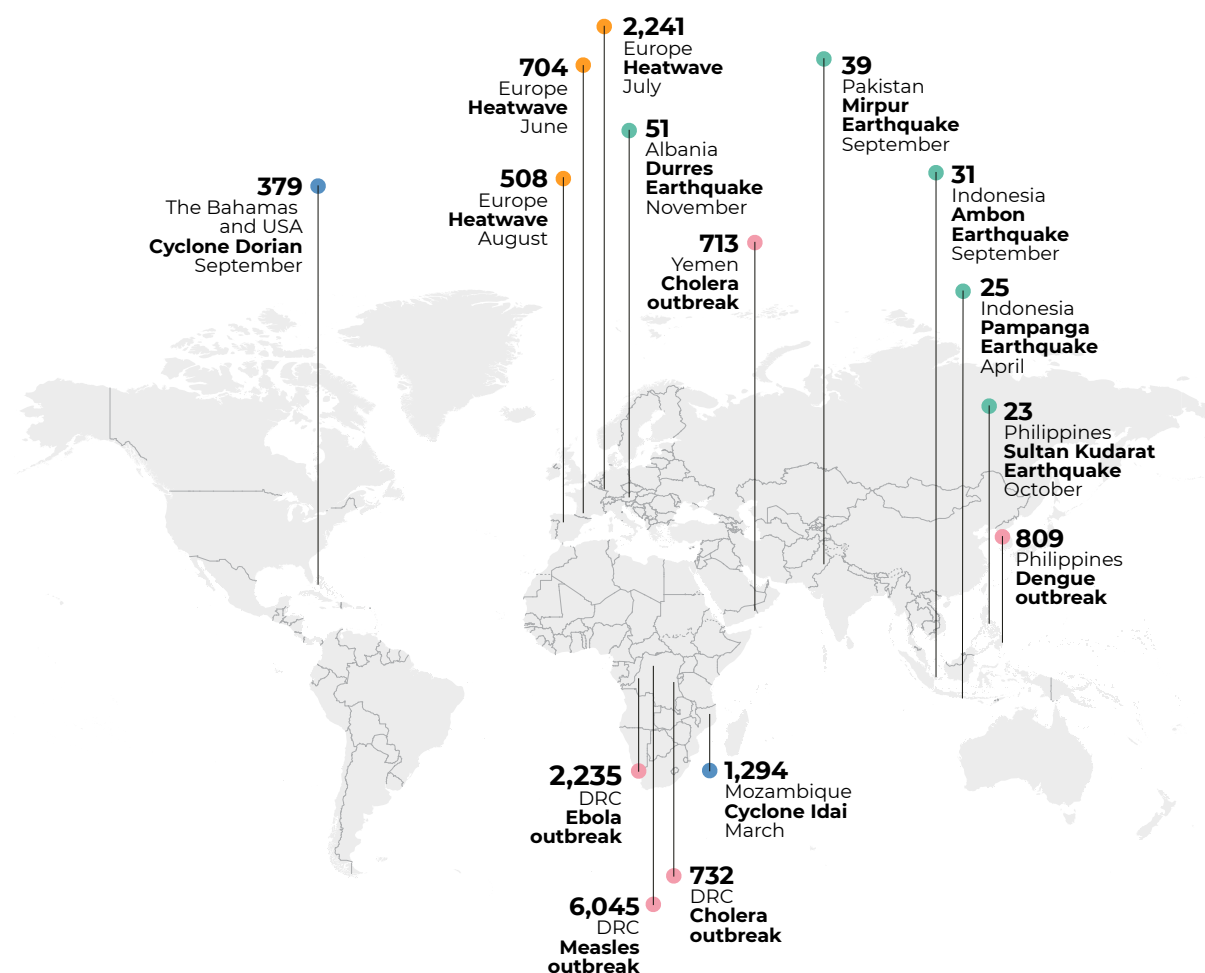 2,241
Europe
Heatwave
July
704
Europe
Heatwave
June
39
Pakistan
Mirpur
Earthquake
September
51
Albania
Durres
Earthquake
November
508
Europe
Heatwave
August
379
The Bahamas
and USA
Cyclone Dorian
September
31
Indonesia
Ambon
Earthquake
September
713
Yemen
Cholera
outbreak
25
Indonesia
Pampanga
Earthquake
April
23
Philippines
Sultan Kudarat
Earthquake
October
809
Philippines
Dengue
outbreak
2,235
DRC
Ebola
outbreak
1,294
Mozambique
Cyclone Idai
March
732
DRC
Cholera
outbreak
6,045
DRC
Measles
outbreak